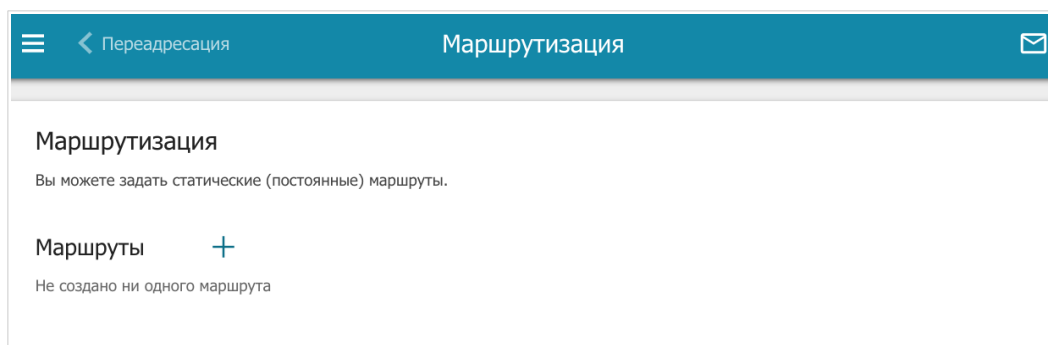 Переадресация
Маршрутизация
Маршрутизация
Вы можете задать статические (постоянные) маршруты.
Маршруты
Не создано ни одного маршрута